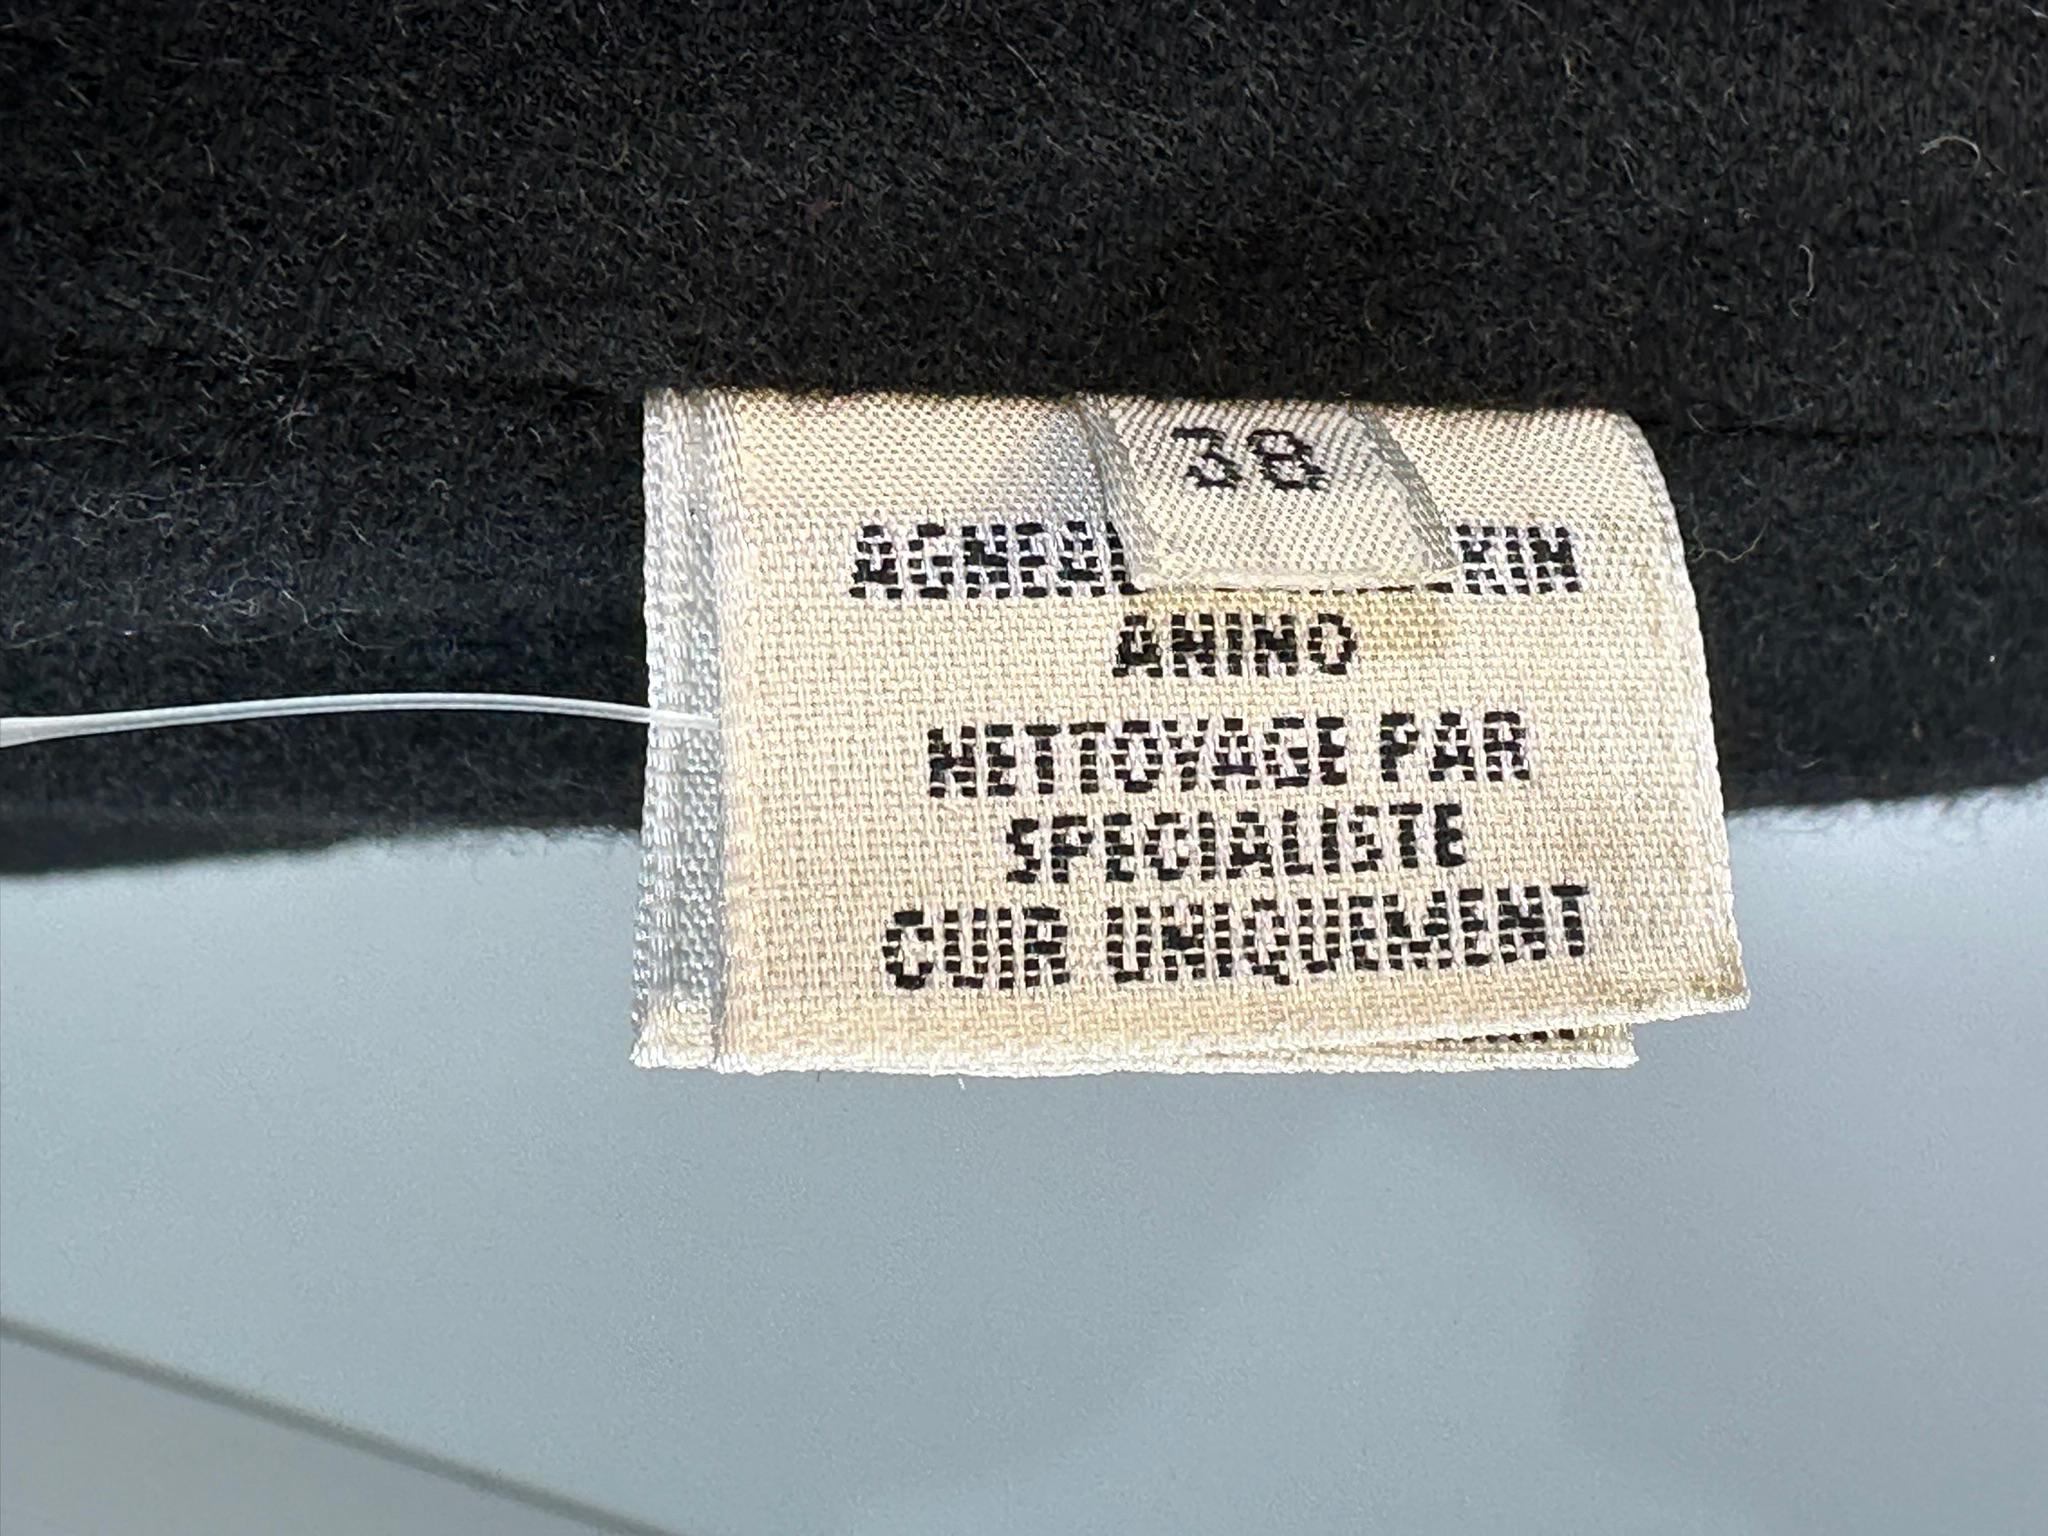 38
ANINO
NETTOYAGE PAR
SPECIALISTE
CUIR UNIQUEMENT